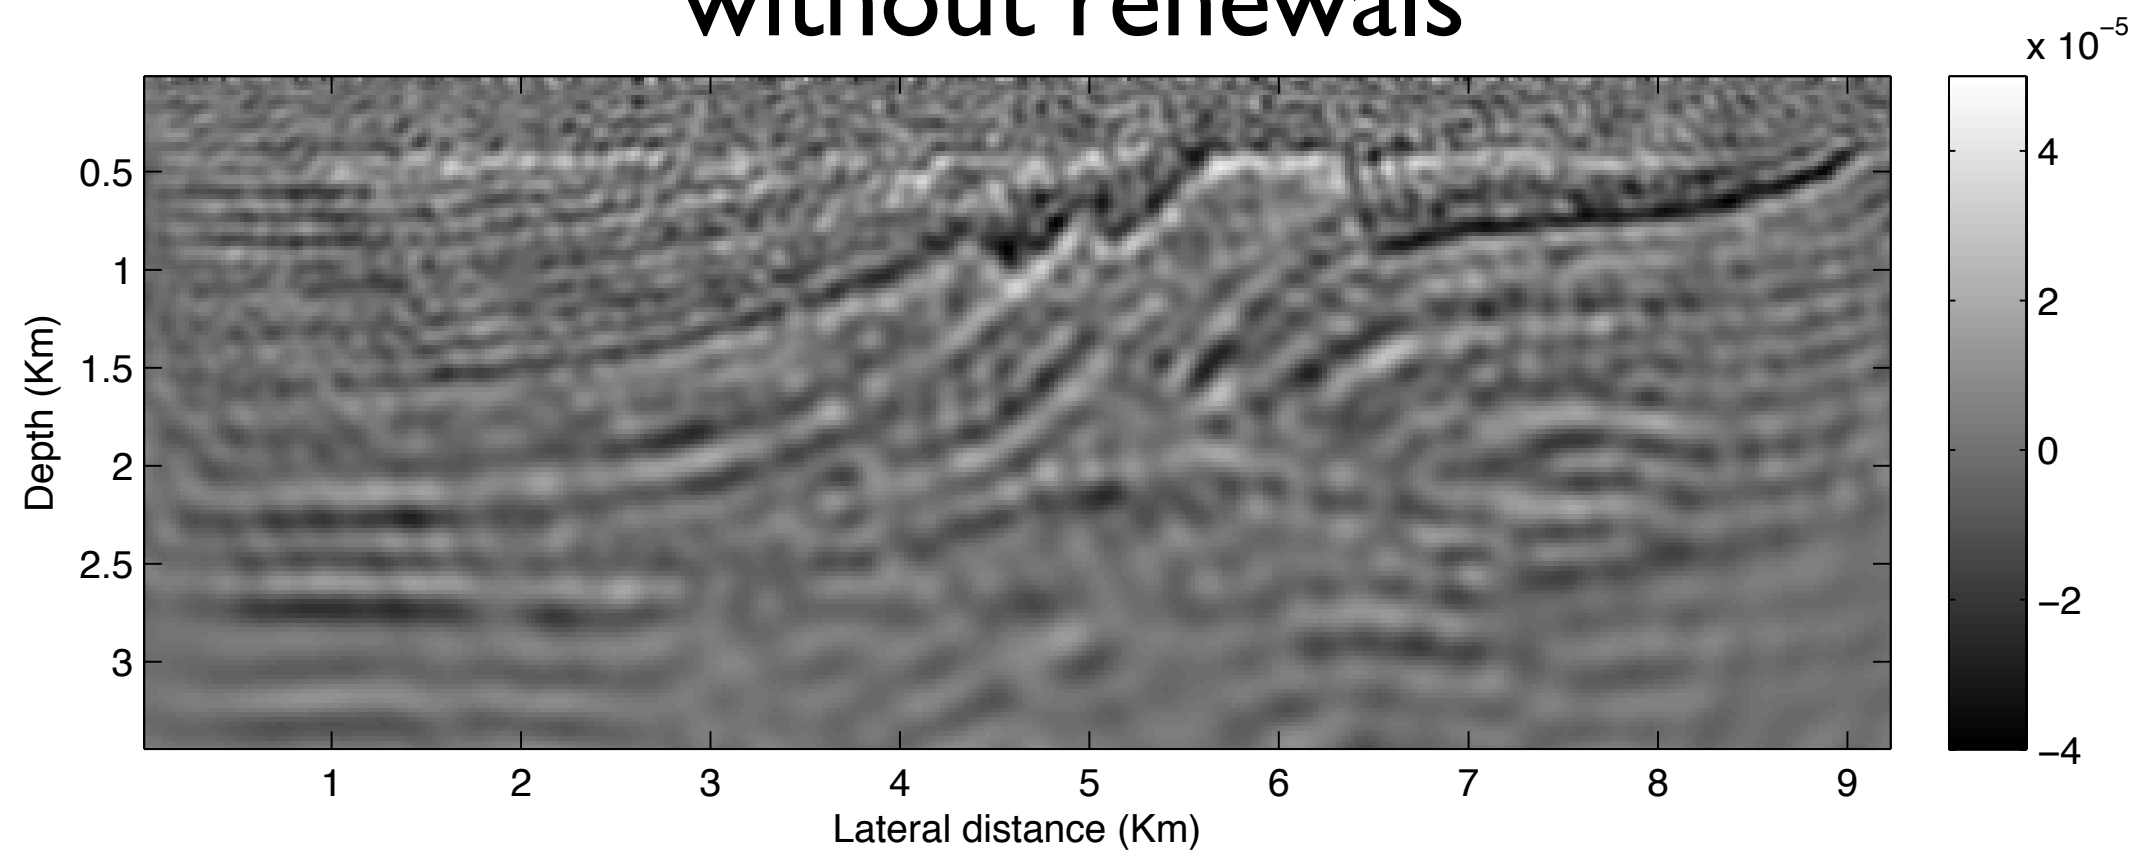 without renewals
x 10⁻⁵
0.5
1
1.5
2
2.5
3
Depth (Km)
1 2 3 4 5 6 7 8 9
Lateral distance (Km)
4
2
0
−2
−4